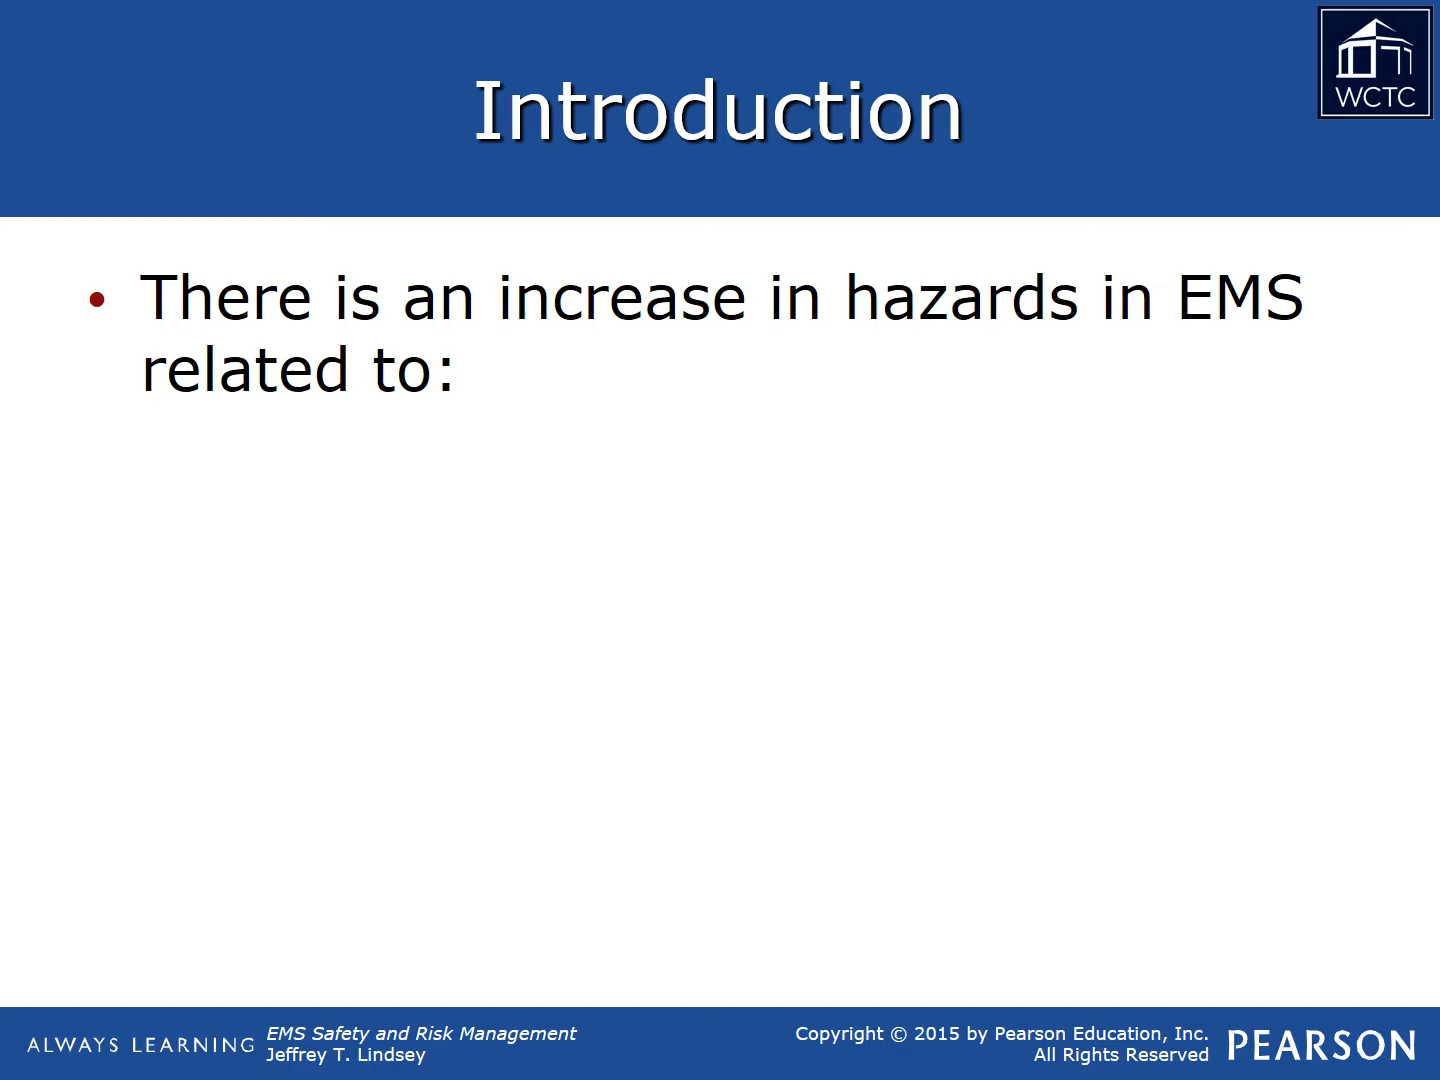 WCTC
Introduction
• There is an increase in hazards in EMS
related to:
ALWAYS LEARNING
EMS Safety and Risk Management
Jeffrey T. Lindsey
Copyright © 2015 by Pearson Education, Inc.
All Rights Reserved
PEARSON